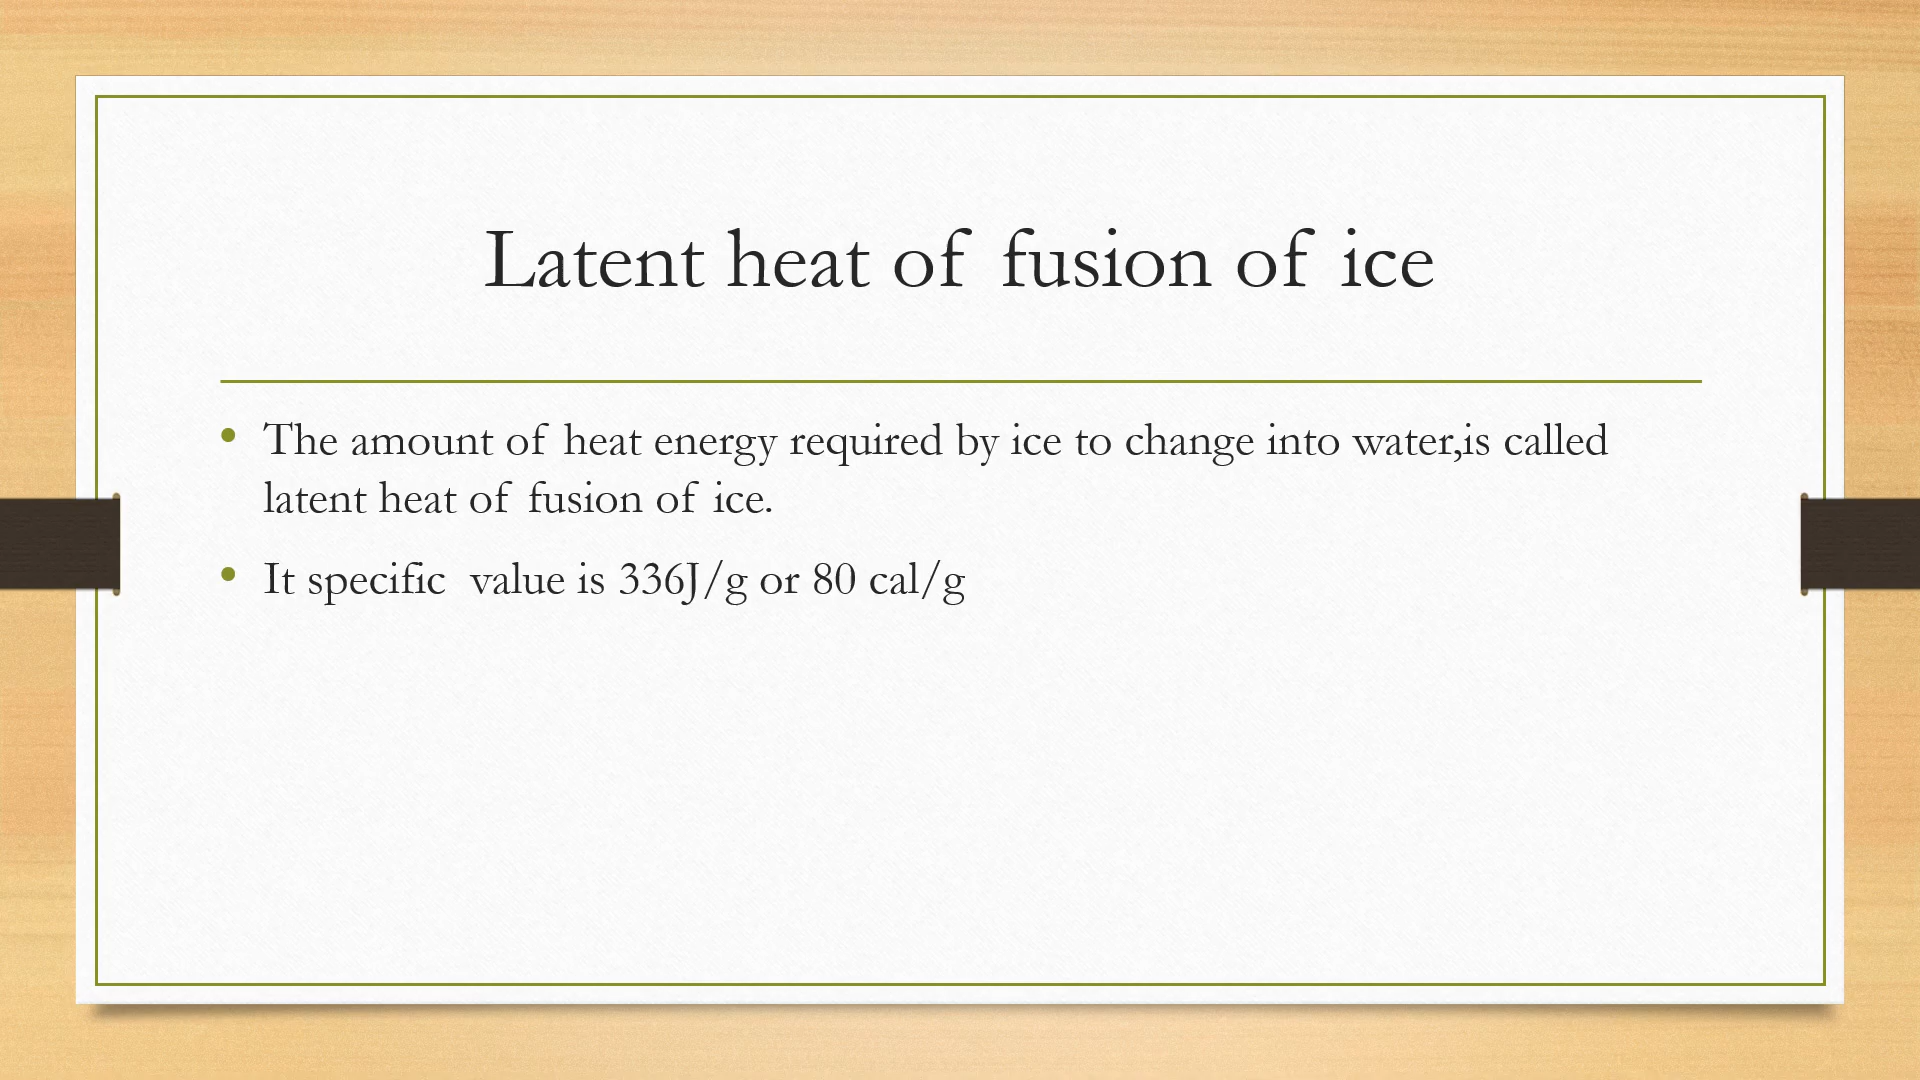 Latent heat of fusion of ice
• The amount of heat energy required by ice to change into water,is called
latent heat of fusion of ice.
• It specific value is 336J/g or 80 cal/g